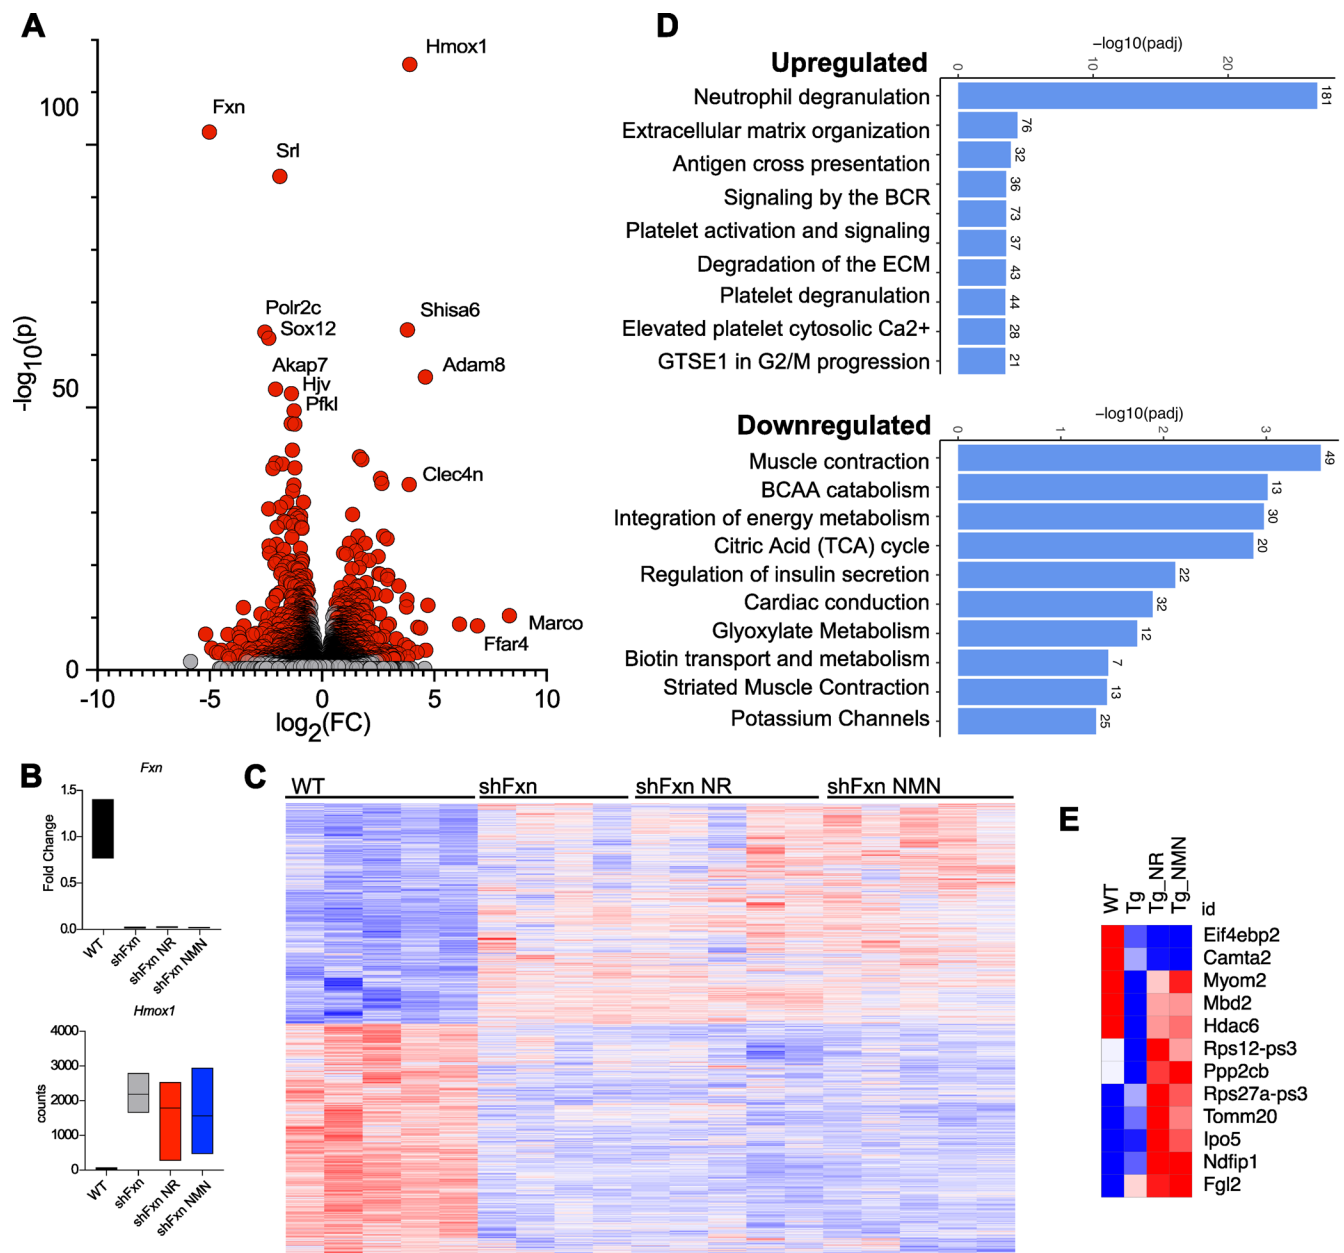 A
Hmox1
Fxn
Srl
Polr2c
Sox12
Shisa6
Akap7
Hjv
Pfkl
Adam8
Clec4n
Marco
Ffar4
-log10(p)
100
50
0
-10
-5
0
5
10
log2(FC)
D
−log10(padj)
Upregulated
0
10
20
Neutrophil degranulation
181
Extracellular matrix organization
76
Antigen cross presentation
32
Signaling by the BCR
36
73
Platelet activation and signaling
37
Degradation of the ECM
43
Platelet degranulation
44
Elevated platelet cytosolic Ca2+
28
GTSE1 in G2/M progression
21
−log10(padj)
Downregulated
0
1
2
3
Muscle contraction
49
BCAA catabolism
13
Integration of energy metabolism
30
Citric Acid (TCA) cycle
20
Regulation of insulin secretion
22
Cardiac conduction
32
Glyoxylate Metabolism
12
Biotin transport and metabolism
7
Striated Muscle Contraction
13
Potassium Channels
25
B
Fxn
Fold Change
1.5
1.0
0.5
0.0
WT
shFxn
shFxn NR
shFxn NMN
Hmox1
counts
4000
3000
2000
1000
0
WT
shFxn
shFxn NR
shFxn NMN
C
WT
shFxn
shFxn NR
shFxn NMN
E
WT
Tg
Tg_NR
Tg_NMN
id
Eif4ebp2
Camta2
Myom2
Mbd2
Hdac6
Rps12-ps3
Ppp2cb
Rps27a-ps3
Tomm20
Ipo5
Ndfip1
Fgl2